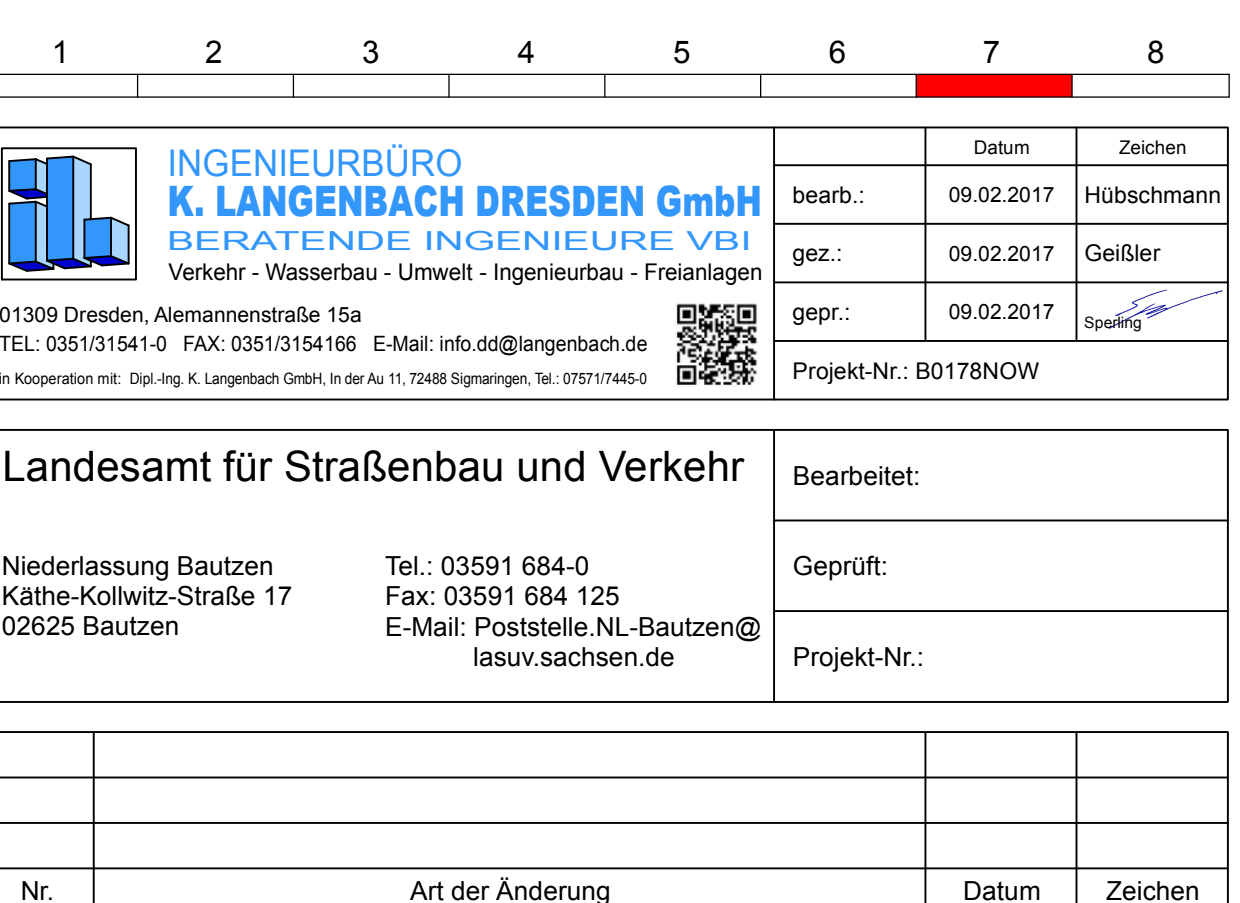 1 2 3 4 5 6 7 8
INGENIEURBÜRO
K. LANGENBACH DRESDEN GmbH
BERATENDE INGENIEURE VBI
Verkehr - Wasserbau - Umwelt - Ingenieurbau - Freianlagen
01309 Dresden, Alemannenstraße 15a
TEL: 0351/31541-0 FAX: 0351/3154166 E-Mail: info.dd@langenbach.de
in Kooperation mit: Dipl.-Ing. K. Langenbach GmbH, In der Au 11, 72488 Sigmaringen, Tel.: 07571/7445-0
Datum Zeichen
bearb.: 09.02.2017 Hübschmann
gez.: 09.02.2017 Geißler
gepr.: 09.02.2017 Sperling
Projekt-Nr.: B0178NOW
Landesamt für Straßenbau und Verkehr
Niederlassung Bautzen
Käthe-Kollwitz-Straße 17
02625 Bautzen
Tel.: 03591 684-0
Fax: 03591 684 125
E-Mail: Poststelle.NL-Bautzen@
lasuv.sachsen.de
Bearbeitet:
Geprüft:
Projekt-Nr.:
Nr. Art der Änderung Datum Zeichen